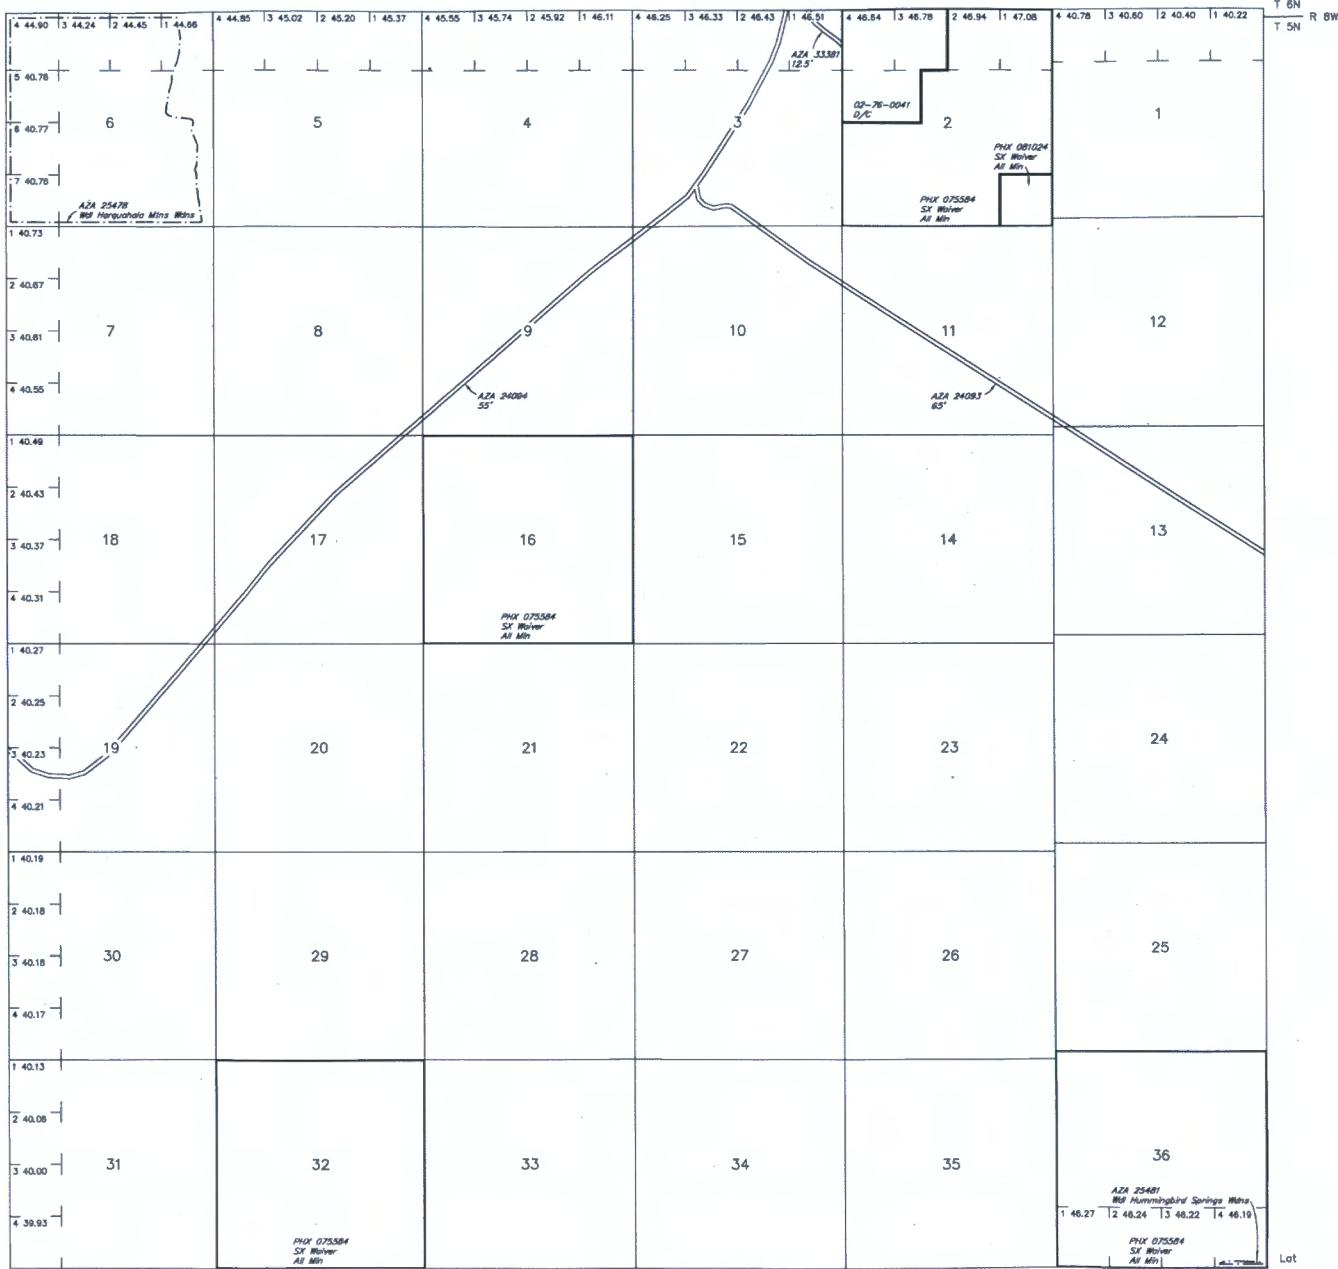 T 6N
R 8W
T 5N
4 44.90 3 44.24 2 44.45 1 44.66 4 44.85 3 45.02 2 45.20 1 45.37 4 45.55 3 45.74 2 45.92 1 46.11 4 46.25 3 46.33 2 46.43 1 46.51 4 46.64 3 46.78 2 46.94 1 47.08 4 40.78 3 40.60 2 40.40 1 40.22
AZA 33381
12.5'
5 40.78
02-76-0041
D/C
6 40.77
6
5
4
3
2
1
PHX 081024
SX Waiver
All Min
7 40.76
AZA 25478
Wdl Harquahala Mtns Wdns
PHX 075584
SX Waiver
All Min
1 40.73
2 40.67
3 40.61
7
8
9
10
11
12
4 40.55
AZA 24094
55'
AZA 24093
65'
1 40.49
2 40.43
3 40.37
18
17
16
15
14
13
4 40.31
PHX 075584
SX Waiver
All Min
1 40.27
2 40.25
3 40.23
19
20
21
22
23
24
4 40.21
1 40.19
2 40.18
3 40.18
30
29
28
27
26
25
4 40.17
1 40.13
2 40.08
3 40.00
31
32
33
34
35
36
4 39.93
AZA 25481
Wdl Hummingbird Springs Wdns
1 46.27 2 46.24 3 46.22 4 46.19
PHX 075584
SX Waiver
All Min
PHX 075584
SX Waiver
All Min
Lot